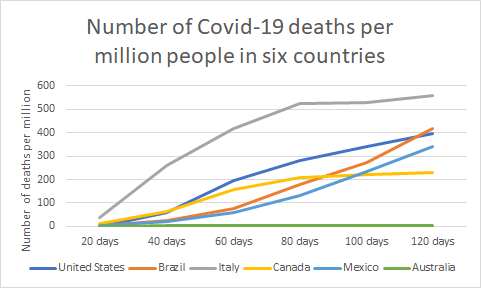 Number of Covid-19 deaths per
million people in six countries
Number of deaths per million
600
500
400
300
200
100
0
20 days 40 days 60 days 80 days 100 days 120 days
United States Brazil Italy Canada Mexico Australia